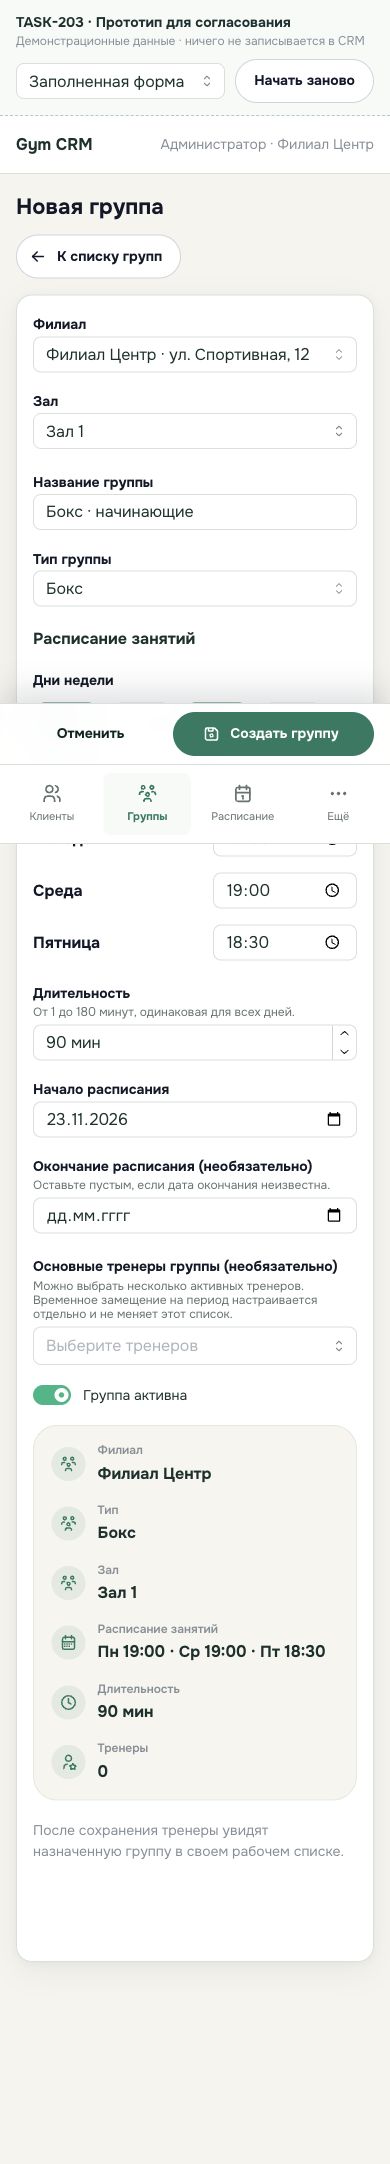 TASK-203 · Прототип для согласования
Демонстрационные данные · ничего не записывается в CRM
Заполненная форма
Начать заново
Gym CRM
Администратор · Филиал Центр
Новая группа
К списку групп
Филиал
Филиал Центр · ул. Спортивная, 12
Зал
Зал 1
Название группы
Бокс · начинающие
Тип группы
Бокс
Расписание занятий
Дни недели
Отменить
Создать группу
Клиенты
Группы
Расписание
Ещё
Среда
19:00
Пятница
18:30
Длительность
От 1 до 180 минут, одинаковая для всех дней.
90 мин
Начало расписания
23.11.2026
Окончание расписания (необязательно)
Оставьте пустым, если дата окончания неизвестна.
дд.мм.гггг
Основные тренеры группы (необязательно)
Можно выбрать несколько активных тренеров.
Временное замещение на период настраивается
отдельно и не меняет этот список.
Выберите тренеров
Группа активна
Филиал
Филиал Центр
Тип
Бокс
Зал
Зал 1
Расписание занятий
Пн 19:00 · Ср 19:00 · Пт 18:30
Длительность
90 мин
Тренеры
0
После сохранения тренеры увидят
назначенную группу в своем рабочем списке.